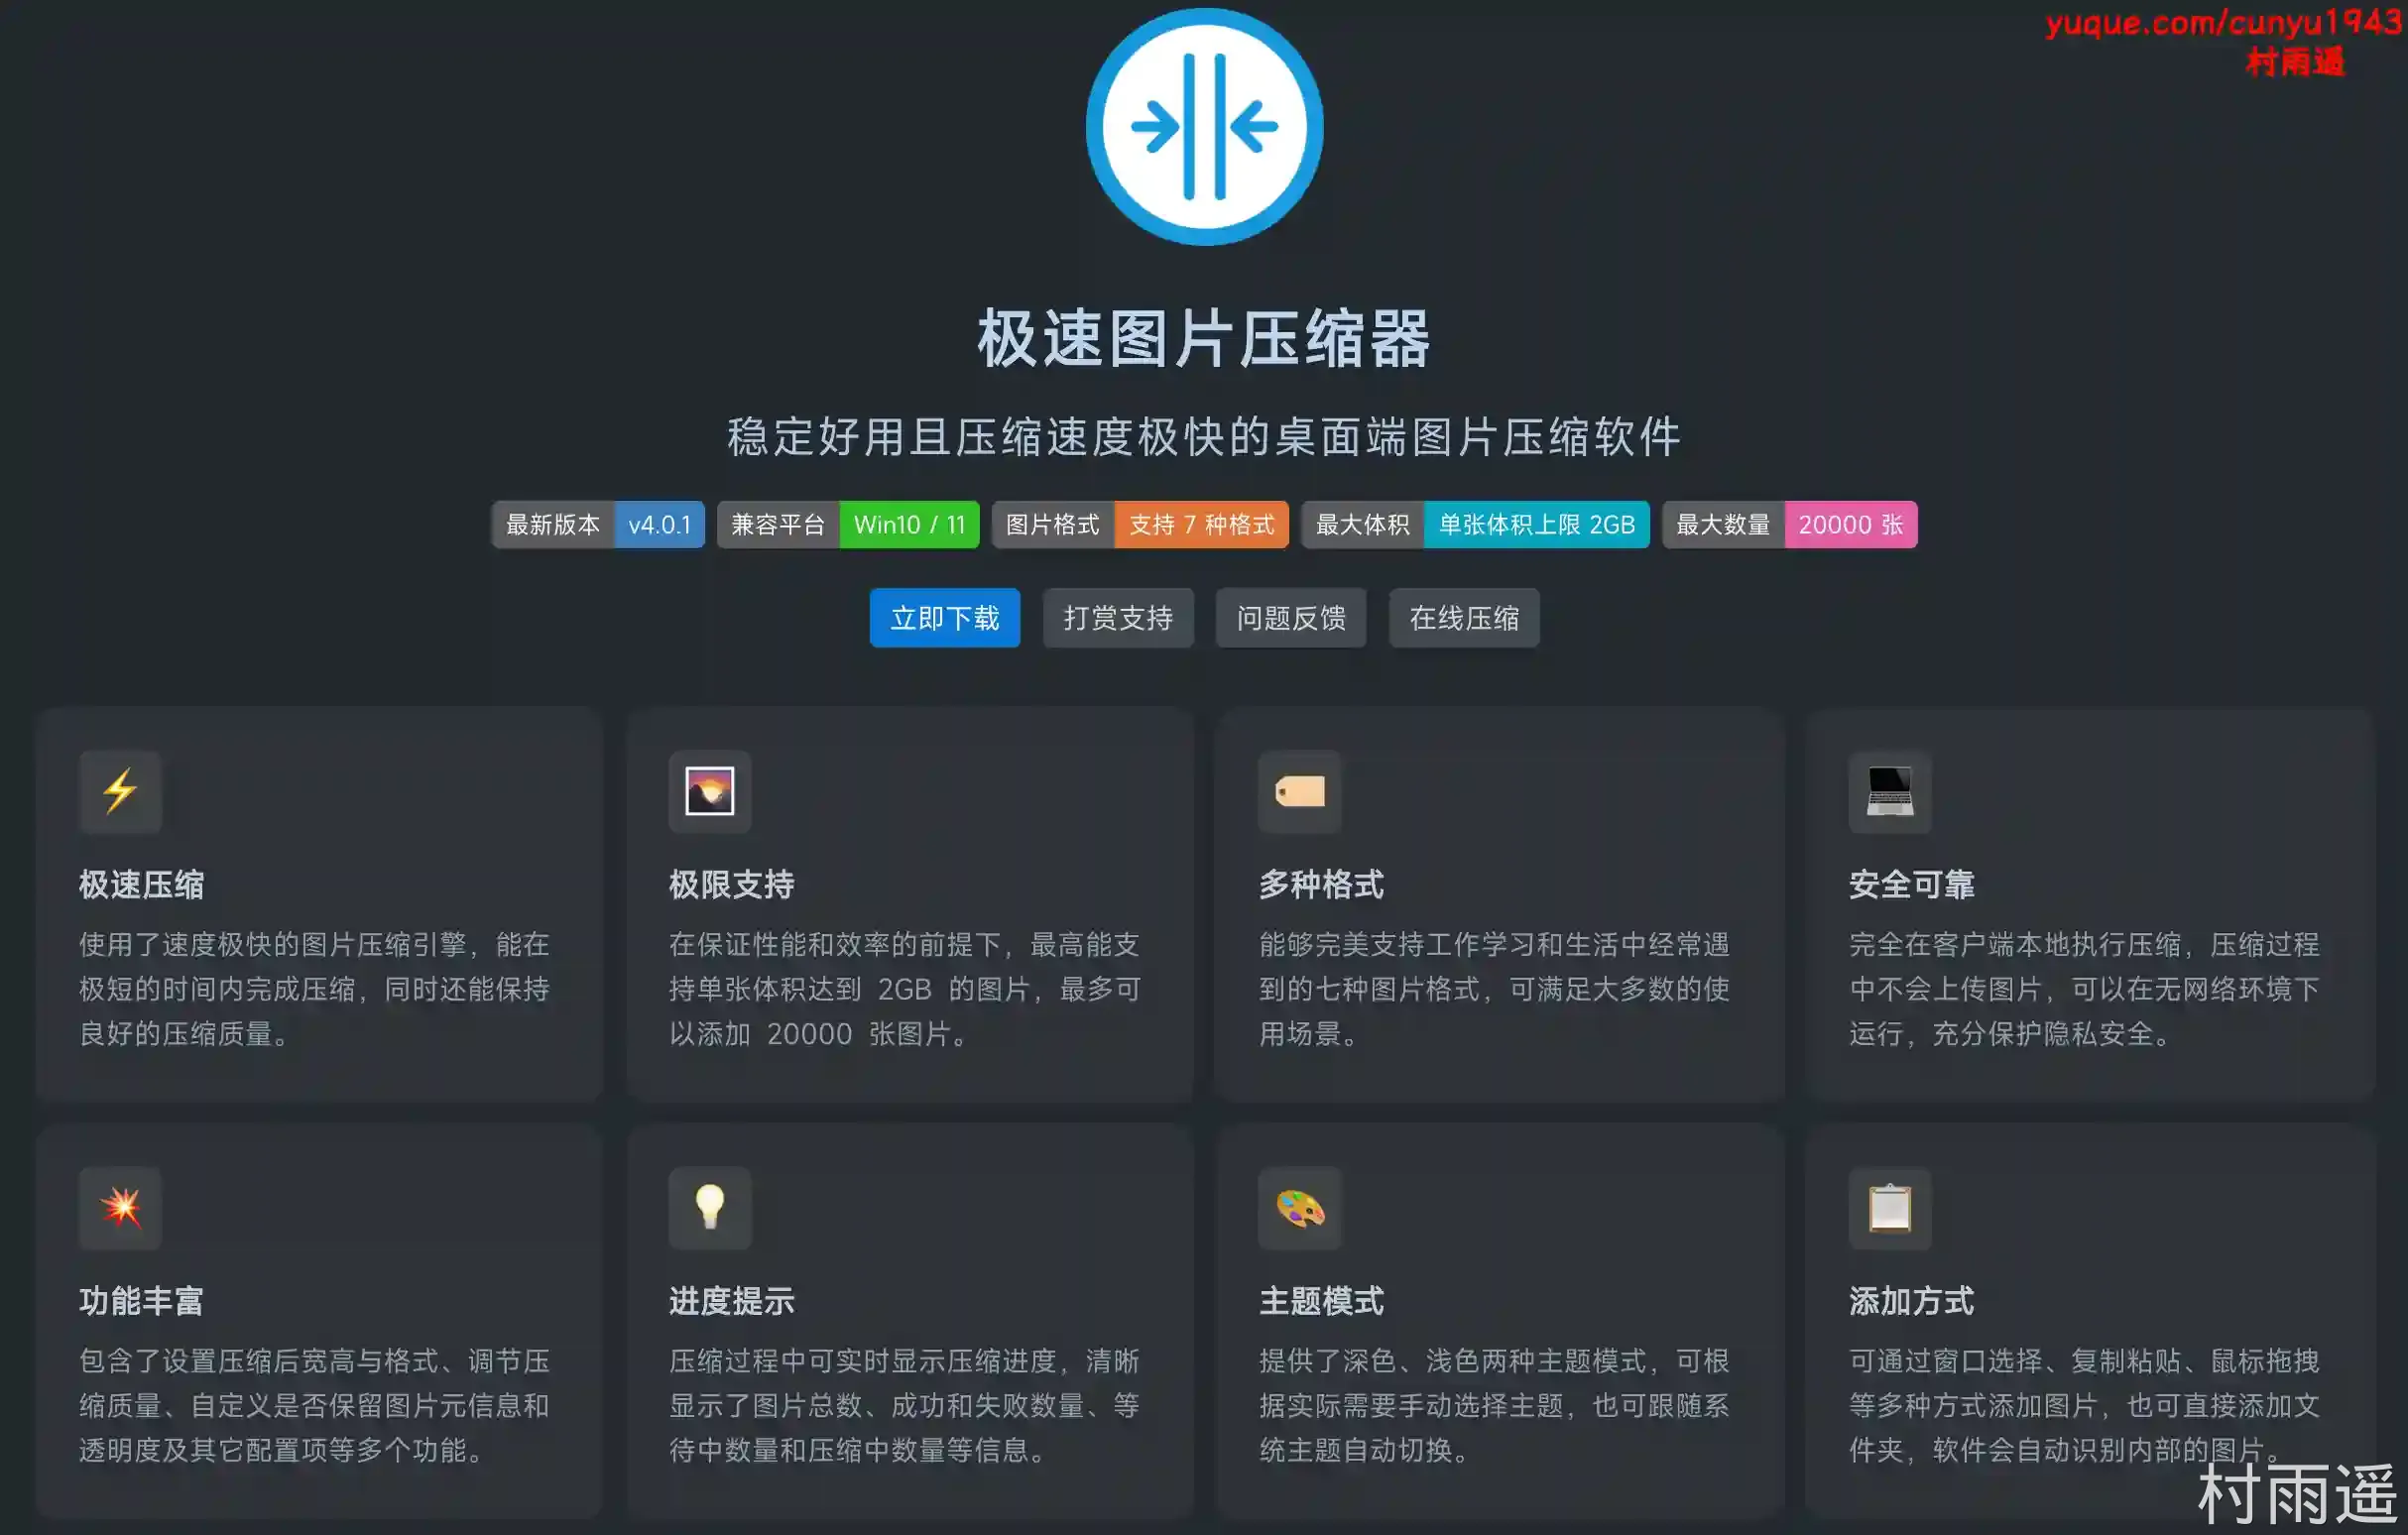 yuque.com/cunyu1943
村雨遥
极速图片压缩器
稳定好用且压缩速度极快的桌面端图片压缩软件
最新版本 v4.0.1 兼容平台 Win10 / 11 图片格式 支持 7 种格式 最大体积 单张体积上限 2GB 最大数量 20000 张
立即下载 打赏支持 问题反馈 在线压缩
极速压缩
使用了速度极快的图片压缩引擎，能在
极短的时间内完成压缩，同时还能保持
良好的压缩质量。
极限支持
在保证性能和效率的前提下，最高能支
持单张体积达到 2GB 的图片，最多可
以添加 20000 张图片。
多种格式
能够完美支持工作学习和生活中经常遇
到的七种图片格式，可满足大多数的使
用场景。
安全可靠
完全在客户端本地执行压缩，压缩过程
中不会上传图片，可以在无网络环境下
运行，充分保护隐私安全。
功能丰富
包含了设置压缩后宽高与格式、调节压
缩质量、自定义是否保留图片元信息和
透明度及其它配置项等多个功能。
进度提示
压缩过程中可实时显示压缩进度，清晰
显示了图片总数、成功和失败数量、等
待中数量和压缩中数量等信息。
主题模式
提供了深色、浅色两种主题模式，可根
据实际需要手动选择主题，也可跟随系
统主题自动切换。
添加方式
可通过窗口选择、复制粘贴、鼠标拖拽
等多种方式添加图片，也可直接添加文
件夹，软件会自动识别内部的图片。
村雨遥